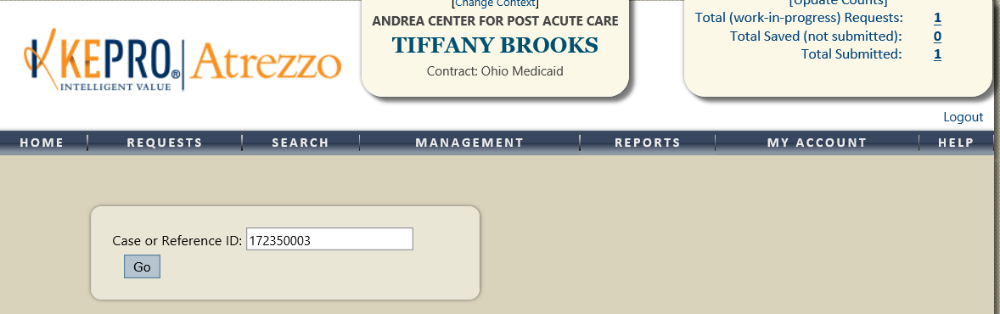 [Change Context]
ANDREA CENTER FOR POST ACUTE CARE
TIFFANY BROOKS
Contract: Ohio Medicaid
[Update Counts]
Total (work-in-progress) Requests: 1
Total Saved (not submitted): 0
Total Submitted: 1
KEPRO® Atrezzo
INTELLIGENT VALUE
Logout
HOME REQUESTS SEARCH MANAGEMENT REPORTS MY ACCOUNT HELP
Case or Reference ID: 172350003
Go